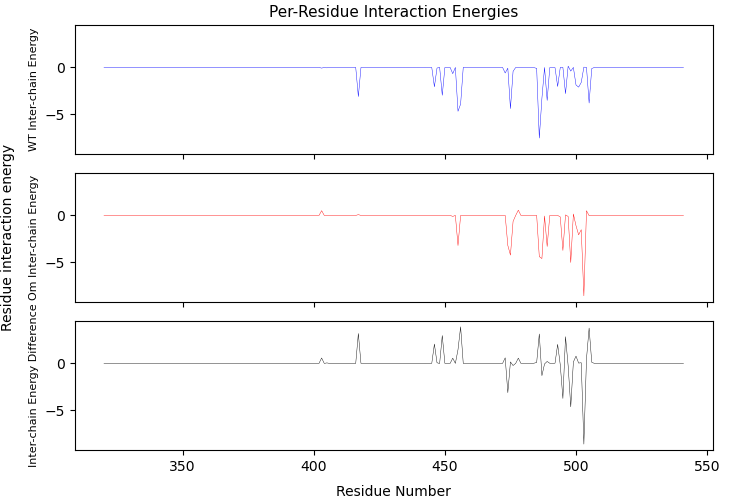 Per-Residue Interaction Energies
Residue interaction energy
WT Inter-chain Energy
0
−5
Om Inter-chain Energy
0
−5
Inter-chain Energy Difference
0
−5
350
400
450
500
550
Residue Number